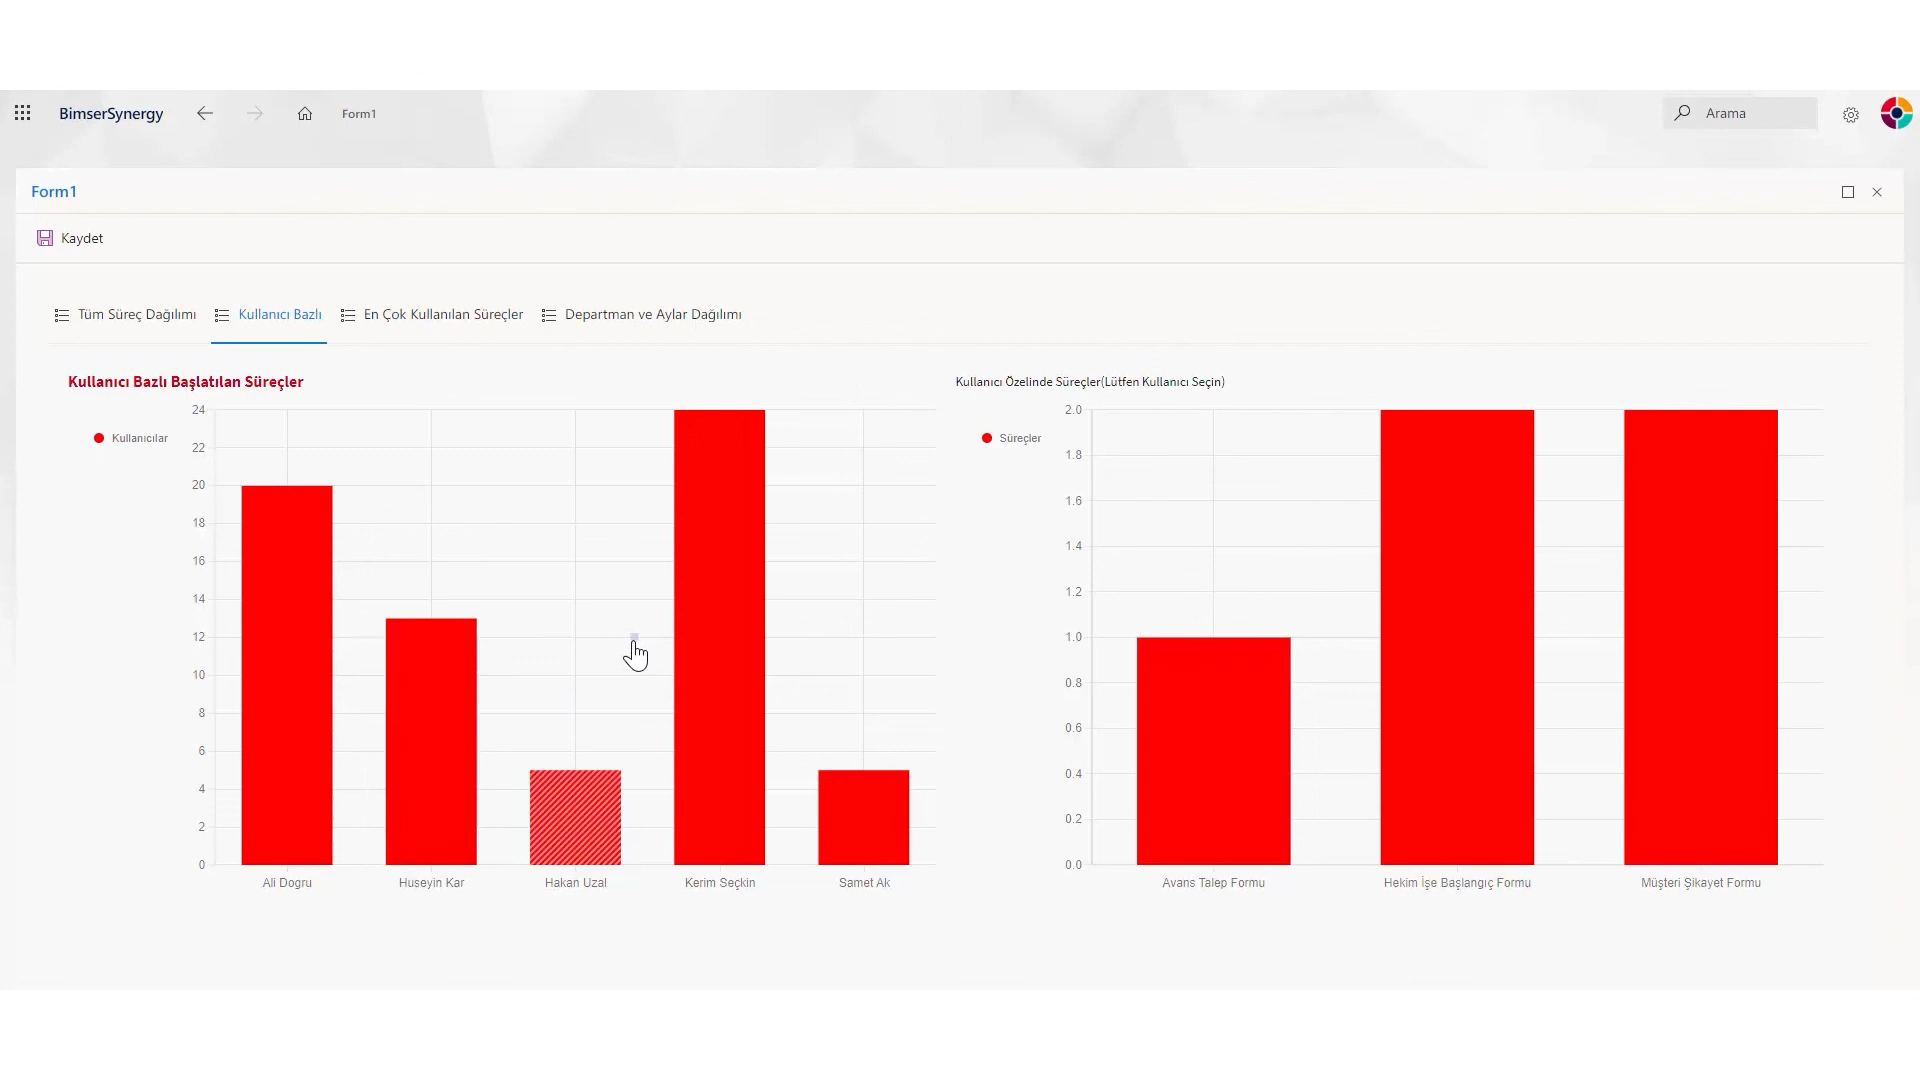 BimserSynergy
Form1
Arama
Form1
Kaydet
Tüm Süreç Dağılımı
Kullanıcı Bazlı
En Çok Kullanılan Süreçler
Departman ve Aylar Dağılımı
Kullanıcı Bazlı Başlatılan Süreçler
Kullanıcılar
24
22
20
18
16
14
12
10
8
6
4
2
0
Ali Dogru
Huseyin Kar
Hakan Uzal
Kerim Seçkin
Samet Ak
Kullanıcı Özelinde Süreçler(Lütfen Kullanıcı Seçin)
Süreçler
2.0
1.8
1.6
1.4
1.2
1.0
0.8
0.6
0.4
0.2
0.0
Avans Talep Formu
Hekim İşe Başlangıç Formu
Müşteri Şikayet Formu